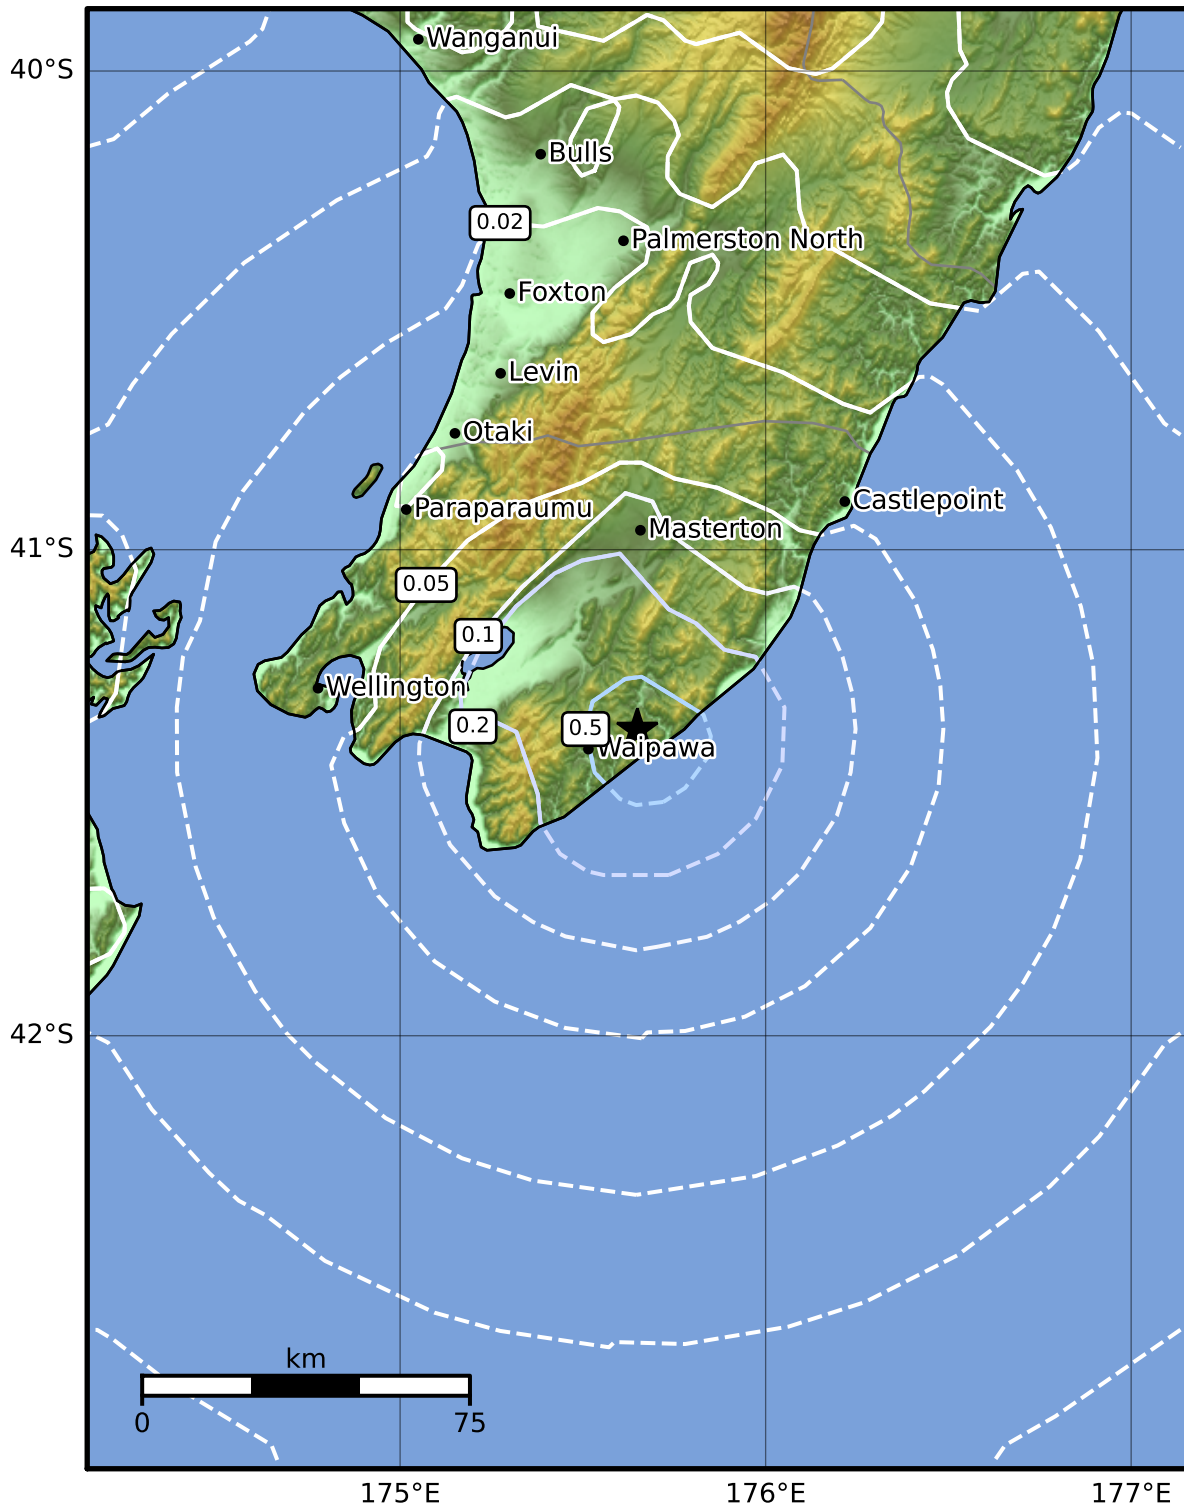 Wanganui
40°S
Bulls
0.02
Palmerston North
Foxton
Levin
Otaki
Castlepoint
Paraparaumu
Masterton
41°S
0.05
0.1
Wellington
0.2
0.5
Waipawa
42°S
km
0
75
175°E
176°E
177°E